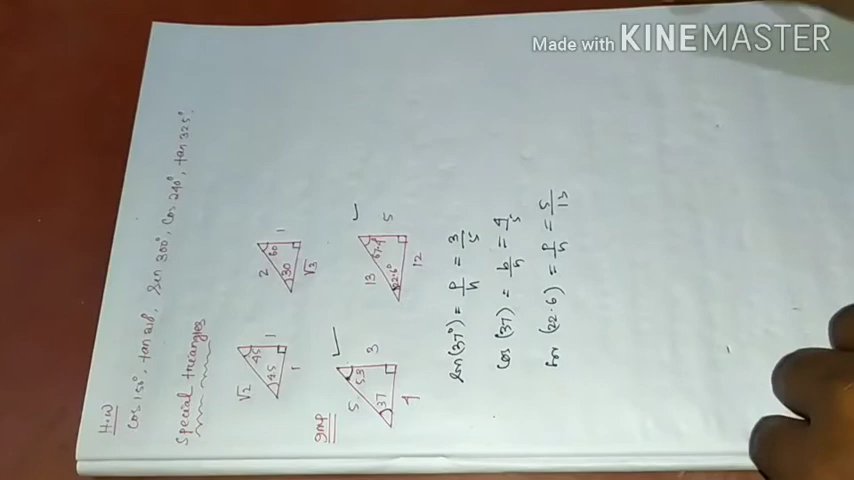 H.W
cos 150°, tan 210, sin 300°, cos 240°, tan 325°.
Special triangles
√2 45 45 1 1
2 60 30 1 √3
Imp
5 53 37 3 4
13 67.4 22.6° 5 12
sin(37°) = p/h = 3/5
cos (37) = b/h = 4/5
sin (22.6) = p/h = 5/13
Made with KINEMASTER